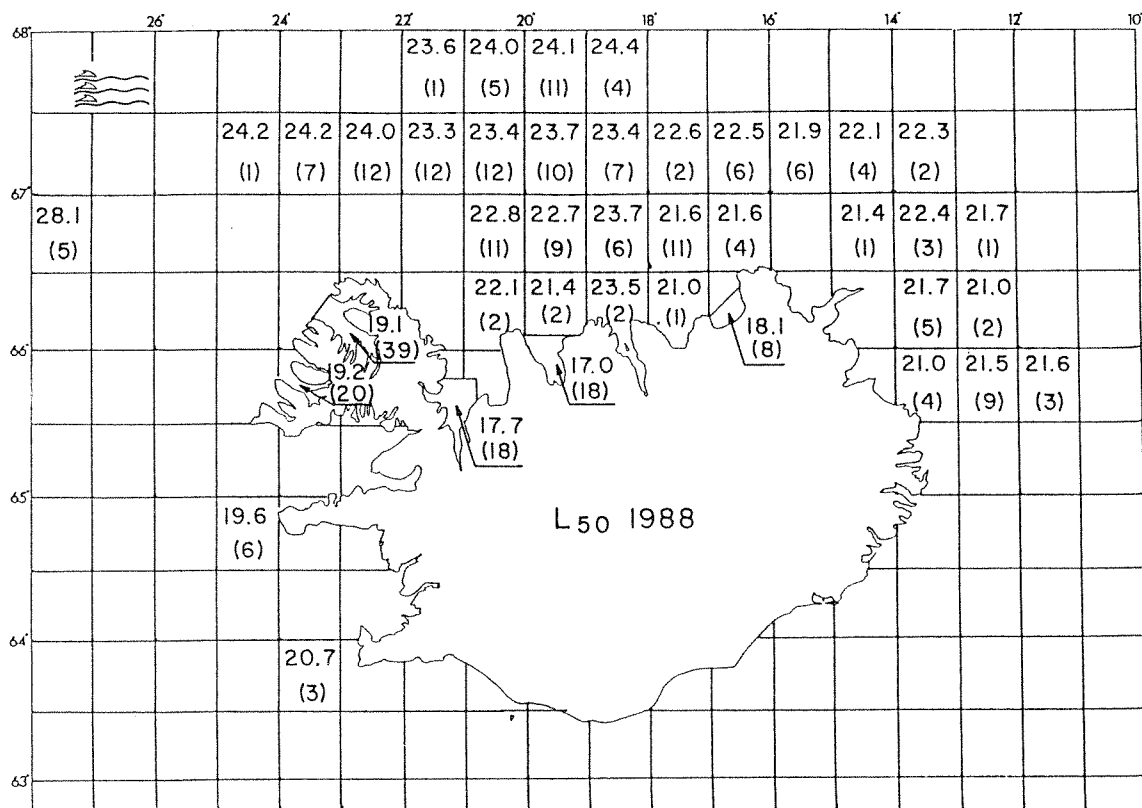 26° 24° 22° 20° 18° 16° 14° 12° 10°
68°
23.6 24.0 24.1 24.4
(1) (5) (11) (4)
24.2 24.2 24.0 23.3 23.4 23.7 23.4 22.6 22.5 21.9 22.1 22.3
(1) (7) (12) (12) (12) (10) (7) (2) (6) (6) (4) (2)
67°
28.1 22.8 22.7 23.7 21.6 21.6 21.4 22.4 21.7
(5) (11) (9) (6) (11) (4) (1) (3) (1)
22.1 21.4 23.5 21.0 21.7 21.0
(2) (2) (2) (1) (5) (2)
19.1
(39)
18.1
(8)
66°
19.2
(20)
17.0
(18)
21.0 21.5 21.6
(4) (9) (3)
17.7
(18)
65°
19.6
(6)
L50 1988
64°
20.7
(3)
63°